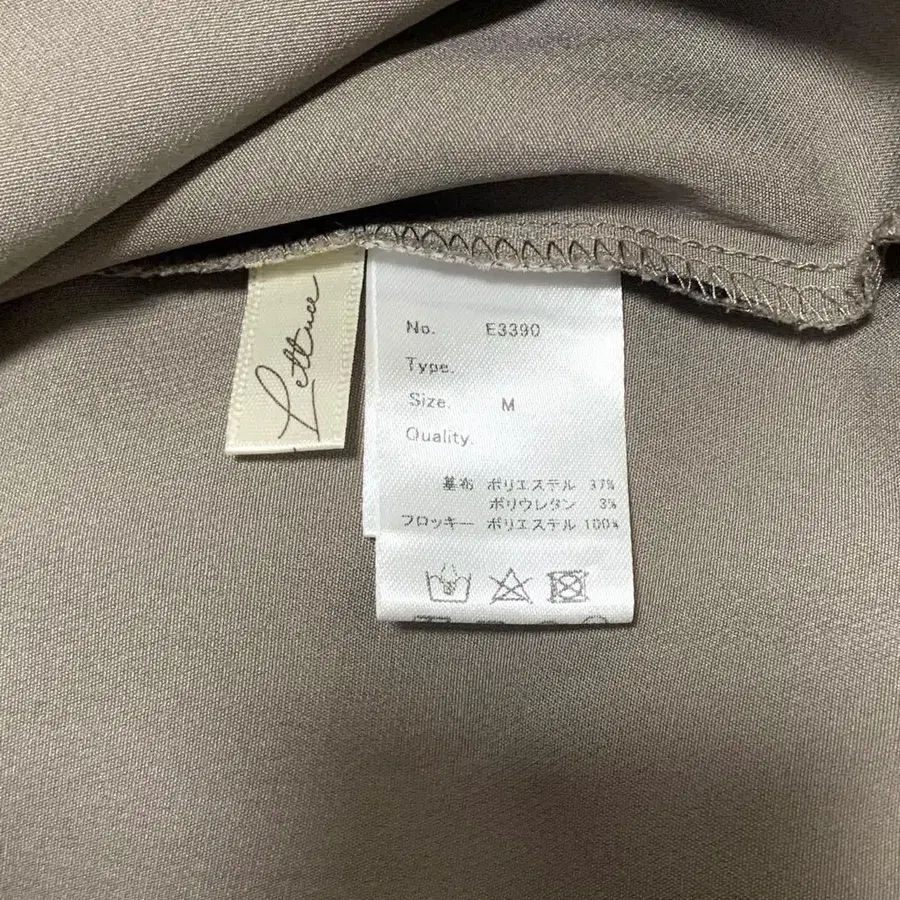 Lettuce
No. E3390
Type.
Size. M
Quality.
基布 ポリエステル 37%
ポリウレタン 3%
フロッキー ポリエステル 100%